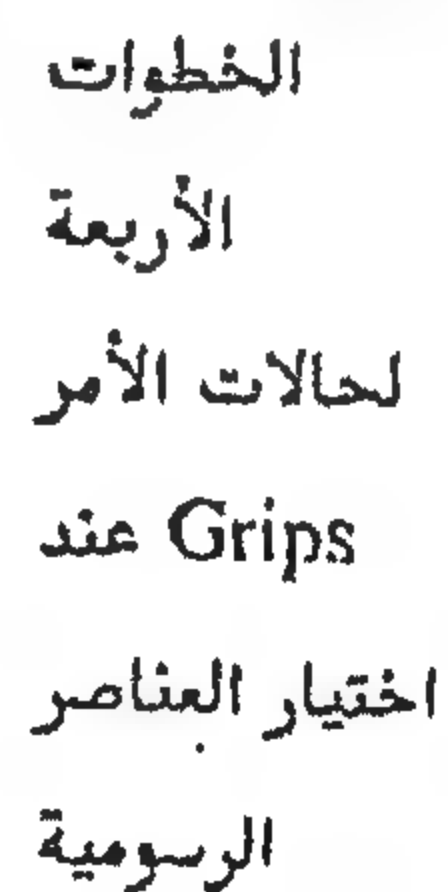 الخطوات
الأربعة
لحالات الأمر
Grips عند
اختيار العناصر
الرسومية